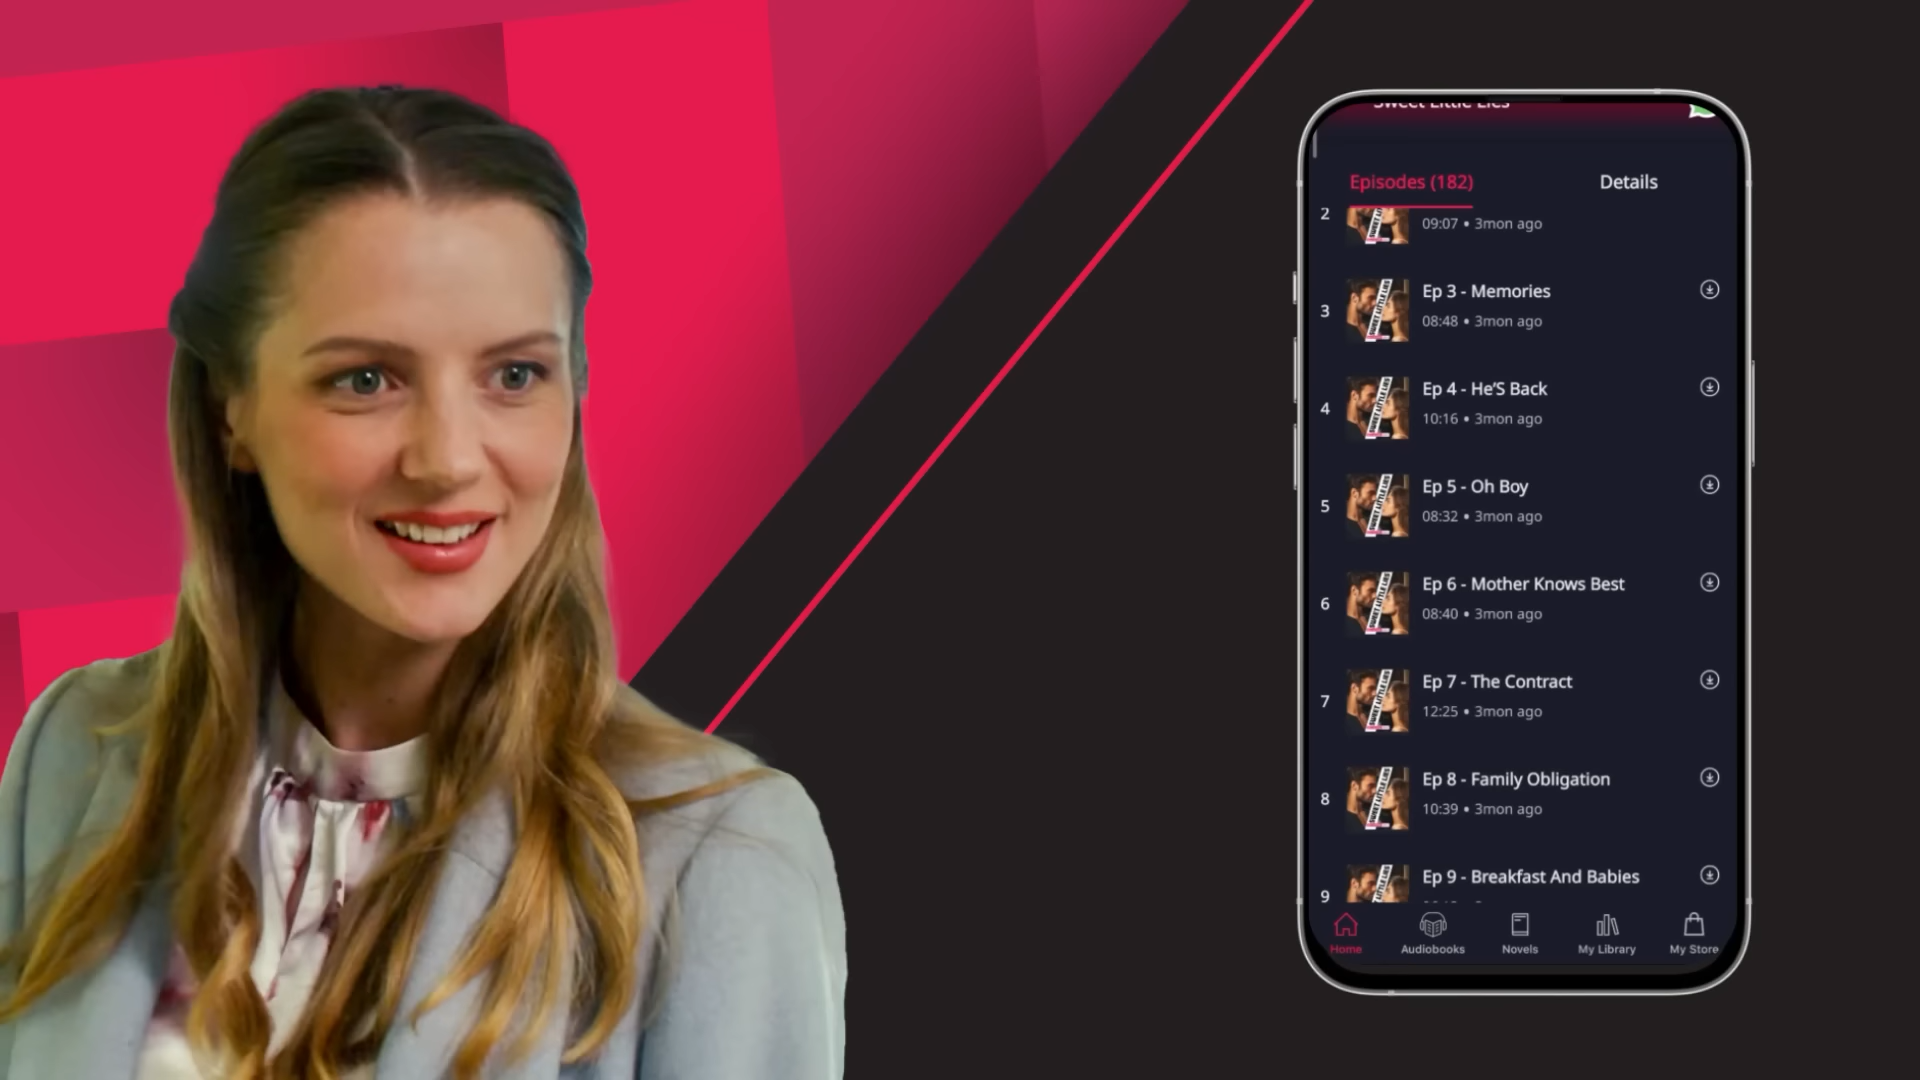 Sweet Little Lies
Episodes (182)
Details
2
09:07 • 3mon ago
3
Ep 3 - Memories
08:48 • 3mon ago
4
Ep 4 - He'S Back
10:16 • 3mon ago
5
Ep 5 - Oh Boy
08:32 • 3mon ago
6
Ep 6 - Mother Knows Best
08:40 • 3mon ago
7
Ep 7 - The Contract
12:25 • 3mon ago
8
Ep 8 - Family Obligation
10:39 • 3mon ago
9
Ep 9 - Breakfast And Babies
Home
Audiobooks
Novels
My Library
My Store